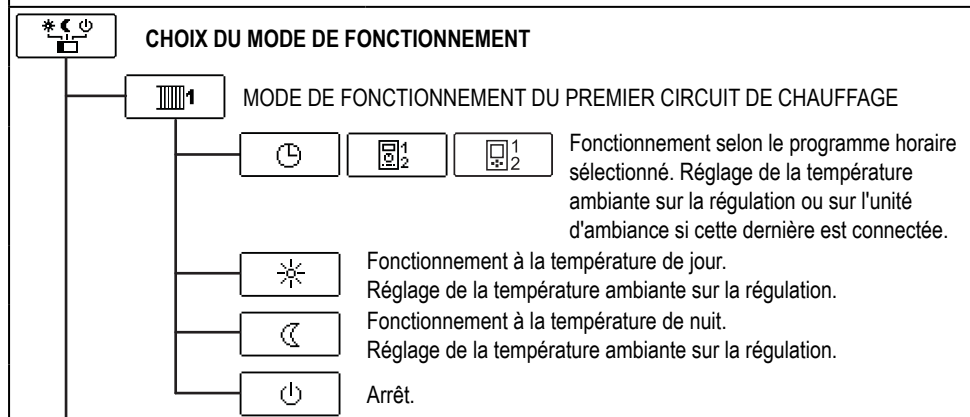 CHOIX DU MODE DE FONCTIONNEMENT
1 MODE DE FONCTIONNEMENT DU PREMIER CIRCUIT DE CHAUFFAGE
1 2 1 2 Fonctionnement selon le programme horaire
sélectionné. Réglage de la température
ambiante sur la régulation ou sur l'unité
d'ambiance si cette dernière est connectée.
Fonctionnement à la température de jour.
Réglage de la température ambiante sur la régulation.
Fonctionnement à la température de nuit.
Réglage de la température ambiante sur la régulation.
Arrêt.